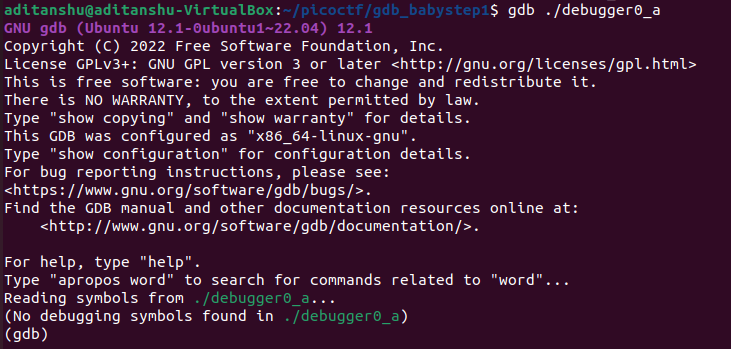 aditanshu@aditanshu-VirtualBox:~/picoctf/gdb_babystep1$ gdb ./debugger0_a
GNU gdb (Ubuntu 12.1-0ubuntu1~22.04) 12.1
Copyright (C) 2022 Free Software Foundation, Inc.
License GPLv3+: GNU GPL version 3 or later <http://gnu.org/licenses/gpl.html>
This is free software: you are free to change and redistribute it.
There is NO WARRANTY, to the extent permitted by law.
Type "show copying" and "show warranty" for details.
This GDB was configured as "x86_64-linux-gnu".
Type "show configuration" for configuration details.
For bug reporting instructions, please see:
<https://www.gnu.org/software/gdb/bugs/>.
Find the GDB manual and other documentation resources online at:
    <http://www.gnu.org/software/gdb/documentation/>.

For help, type "help".
Type "apropos word" to search for commands related to "word"...
Reading symbols from ./debugger0_a...
(No debugging symbols found in ./debugger0_a)
(gdb)